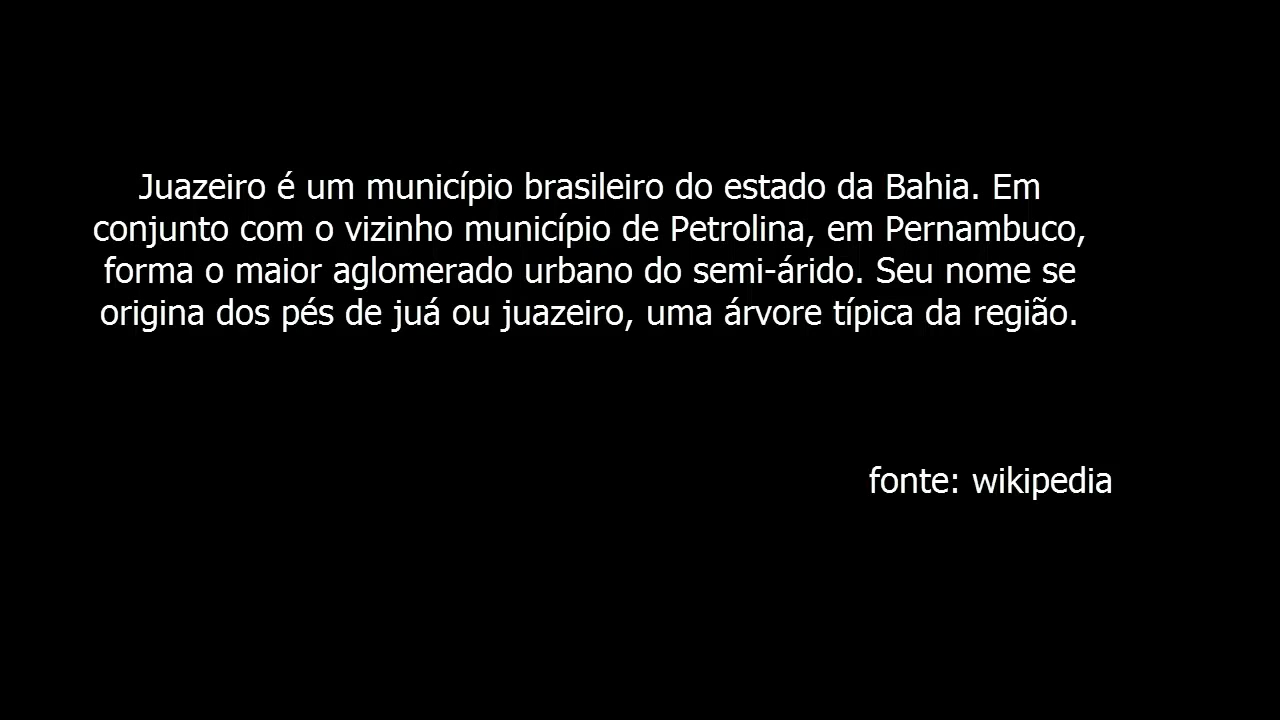 Juazeiro é um município brasileiro do estado da Bahia. Em
conjunto com o vizinho município de Petrolina, em Pernambuco,
forma o maior aglomerado urbano do semi-árido. Seu nome se
origina dos pés de juá ou juazeiro, uma árvore típica da região.
fonte: wikipedia